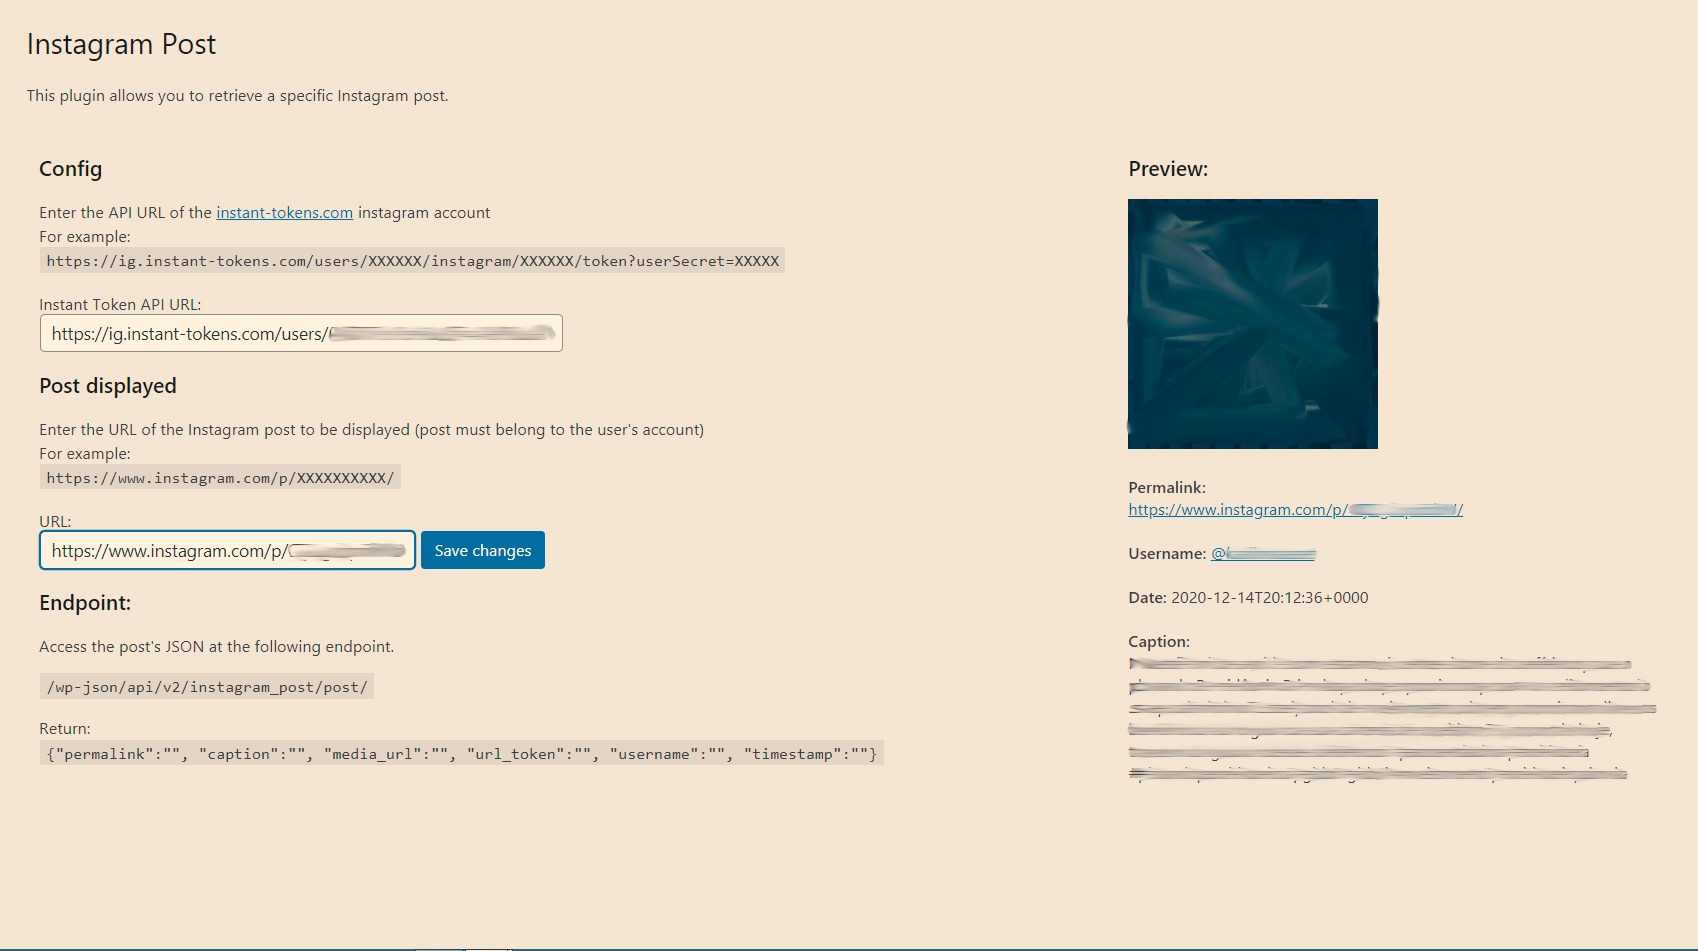 Instagram Post
This plugin allows you to retrieve a specific Instagram post.
Config
Enter the API URL of the instant-tokens.com instagram account
For example:
https://ig.instant-tokens.com/users/XXXXXX/instagram/XXXXXX/token?userSecret=XXXXX
Instant Token API URL:
https://ig.instant-tokens.com/users/
Post displayed
Enter the URL of the Instagram post to be displayed (post must belong to the user's account)
For example:
https://www.instagram.com/p/XXXXXXXXXX/
URL:
https://www.instagram.com/p/
Save changes
Endpoint:
Access the post's JSON at the following endpoint.
/wp-json/api/v2/instagram_post/post/
Return:
{"permalink":"", "caption":"", "media_url":"", "url_token":"", "username":"", "timestamp":""}
Preview:
Permalink:
https://www.instagram.com/p/
Username: @
Date: 2020-12-14T20:12:36+0000
Caption: